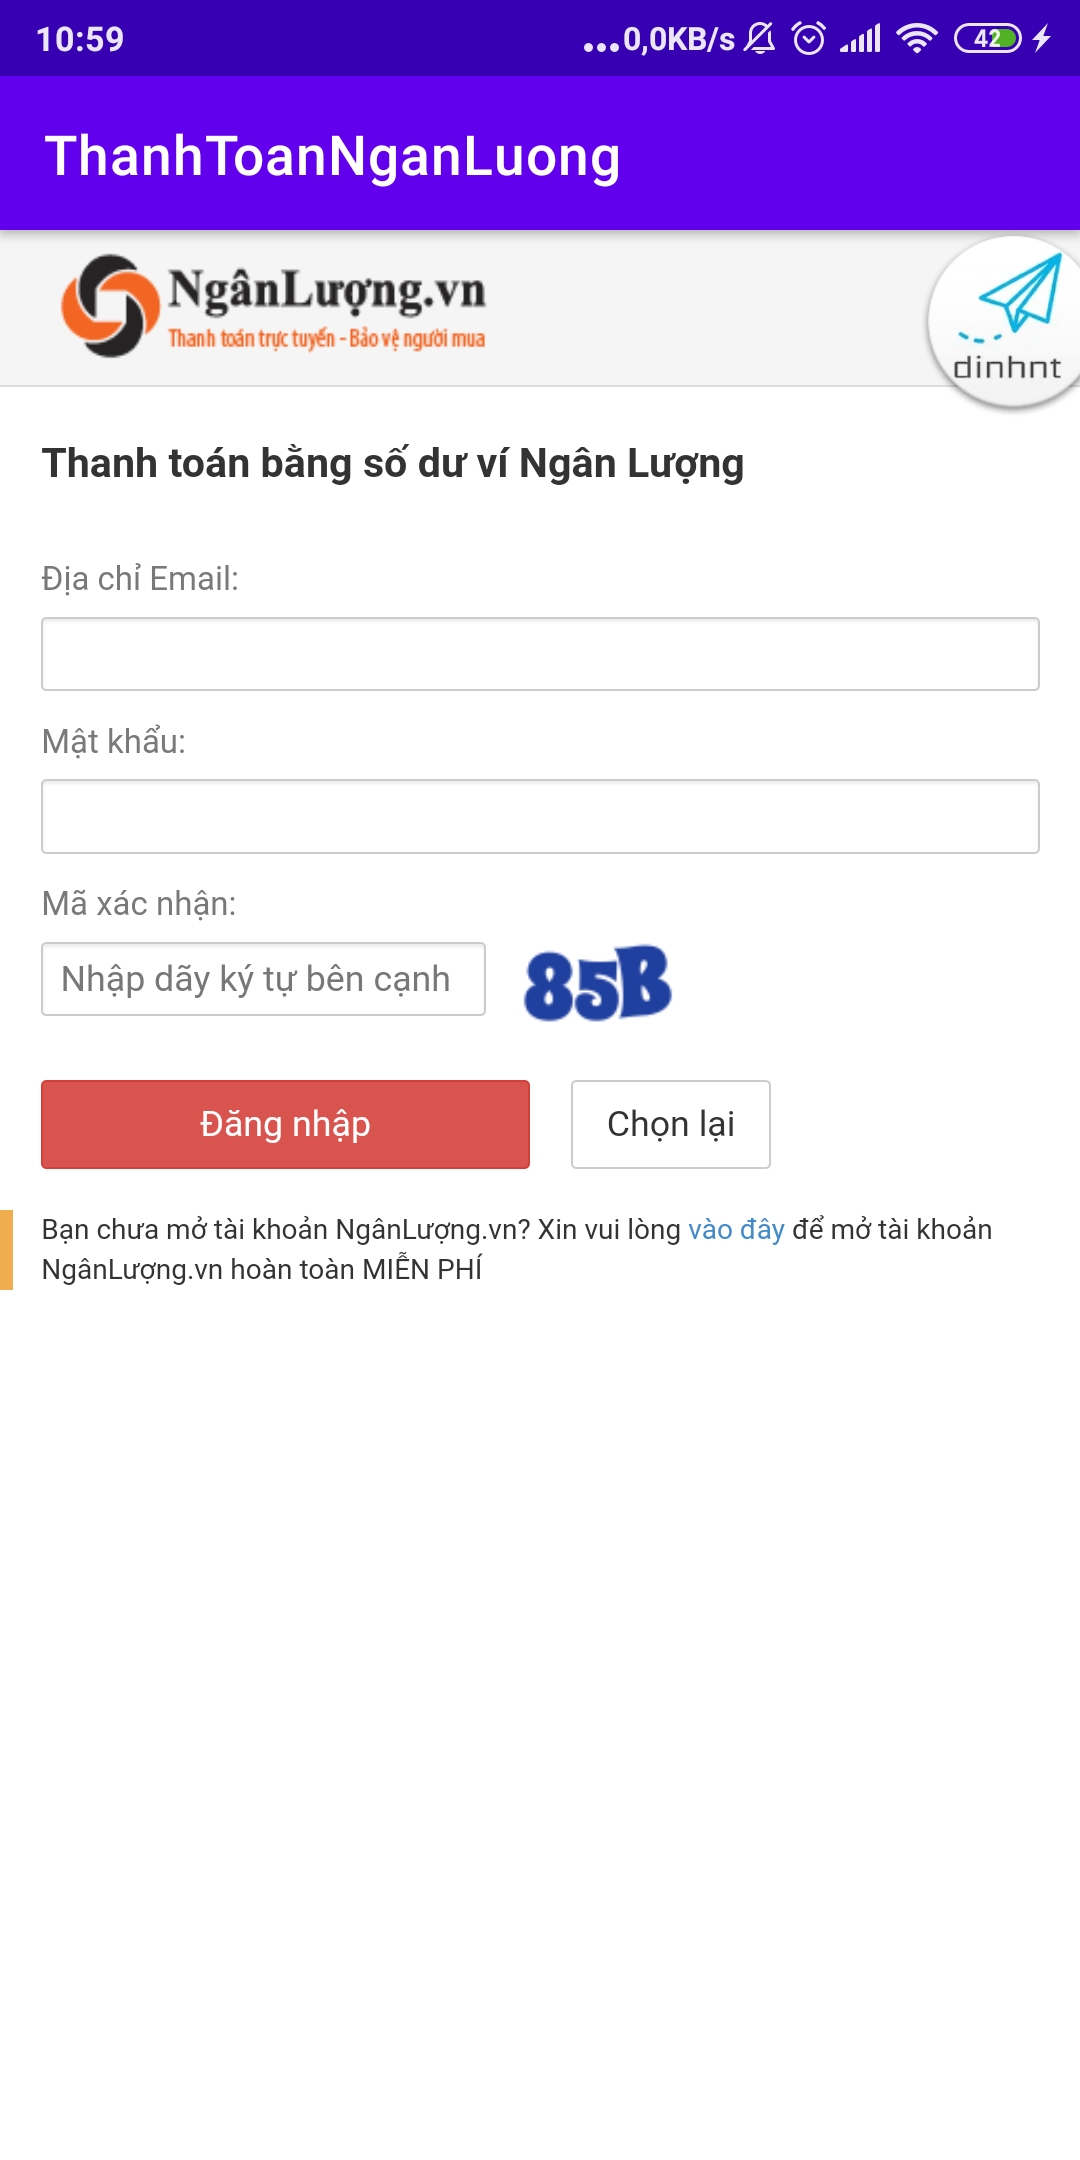 10:59
...0,0KB/s
42
ThanhToanNganLuong
NgânLượng.vn
Thanh toán trực tuyến - Bảo vệ người mua
dinhnt
Thanh toán bằng số dư ví Ngân Lượng
Địa chỉ Email:
Mật khẩu:
Mã xác nhận:
Nhập dãy ký tự bên cạnh
85B
Đăng nhập
Chọn lại
Bạn chưa mở tài khoản NgânLượng.vn? Xin vui lòng vào đây để mở tài khoản
NgânLượng.vn hoàn toàn MIỄN PHÍ